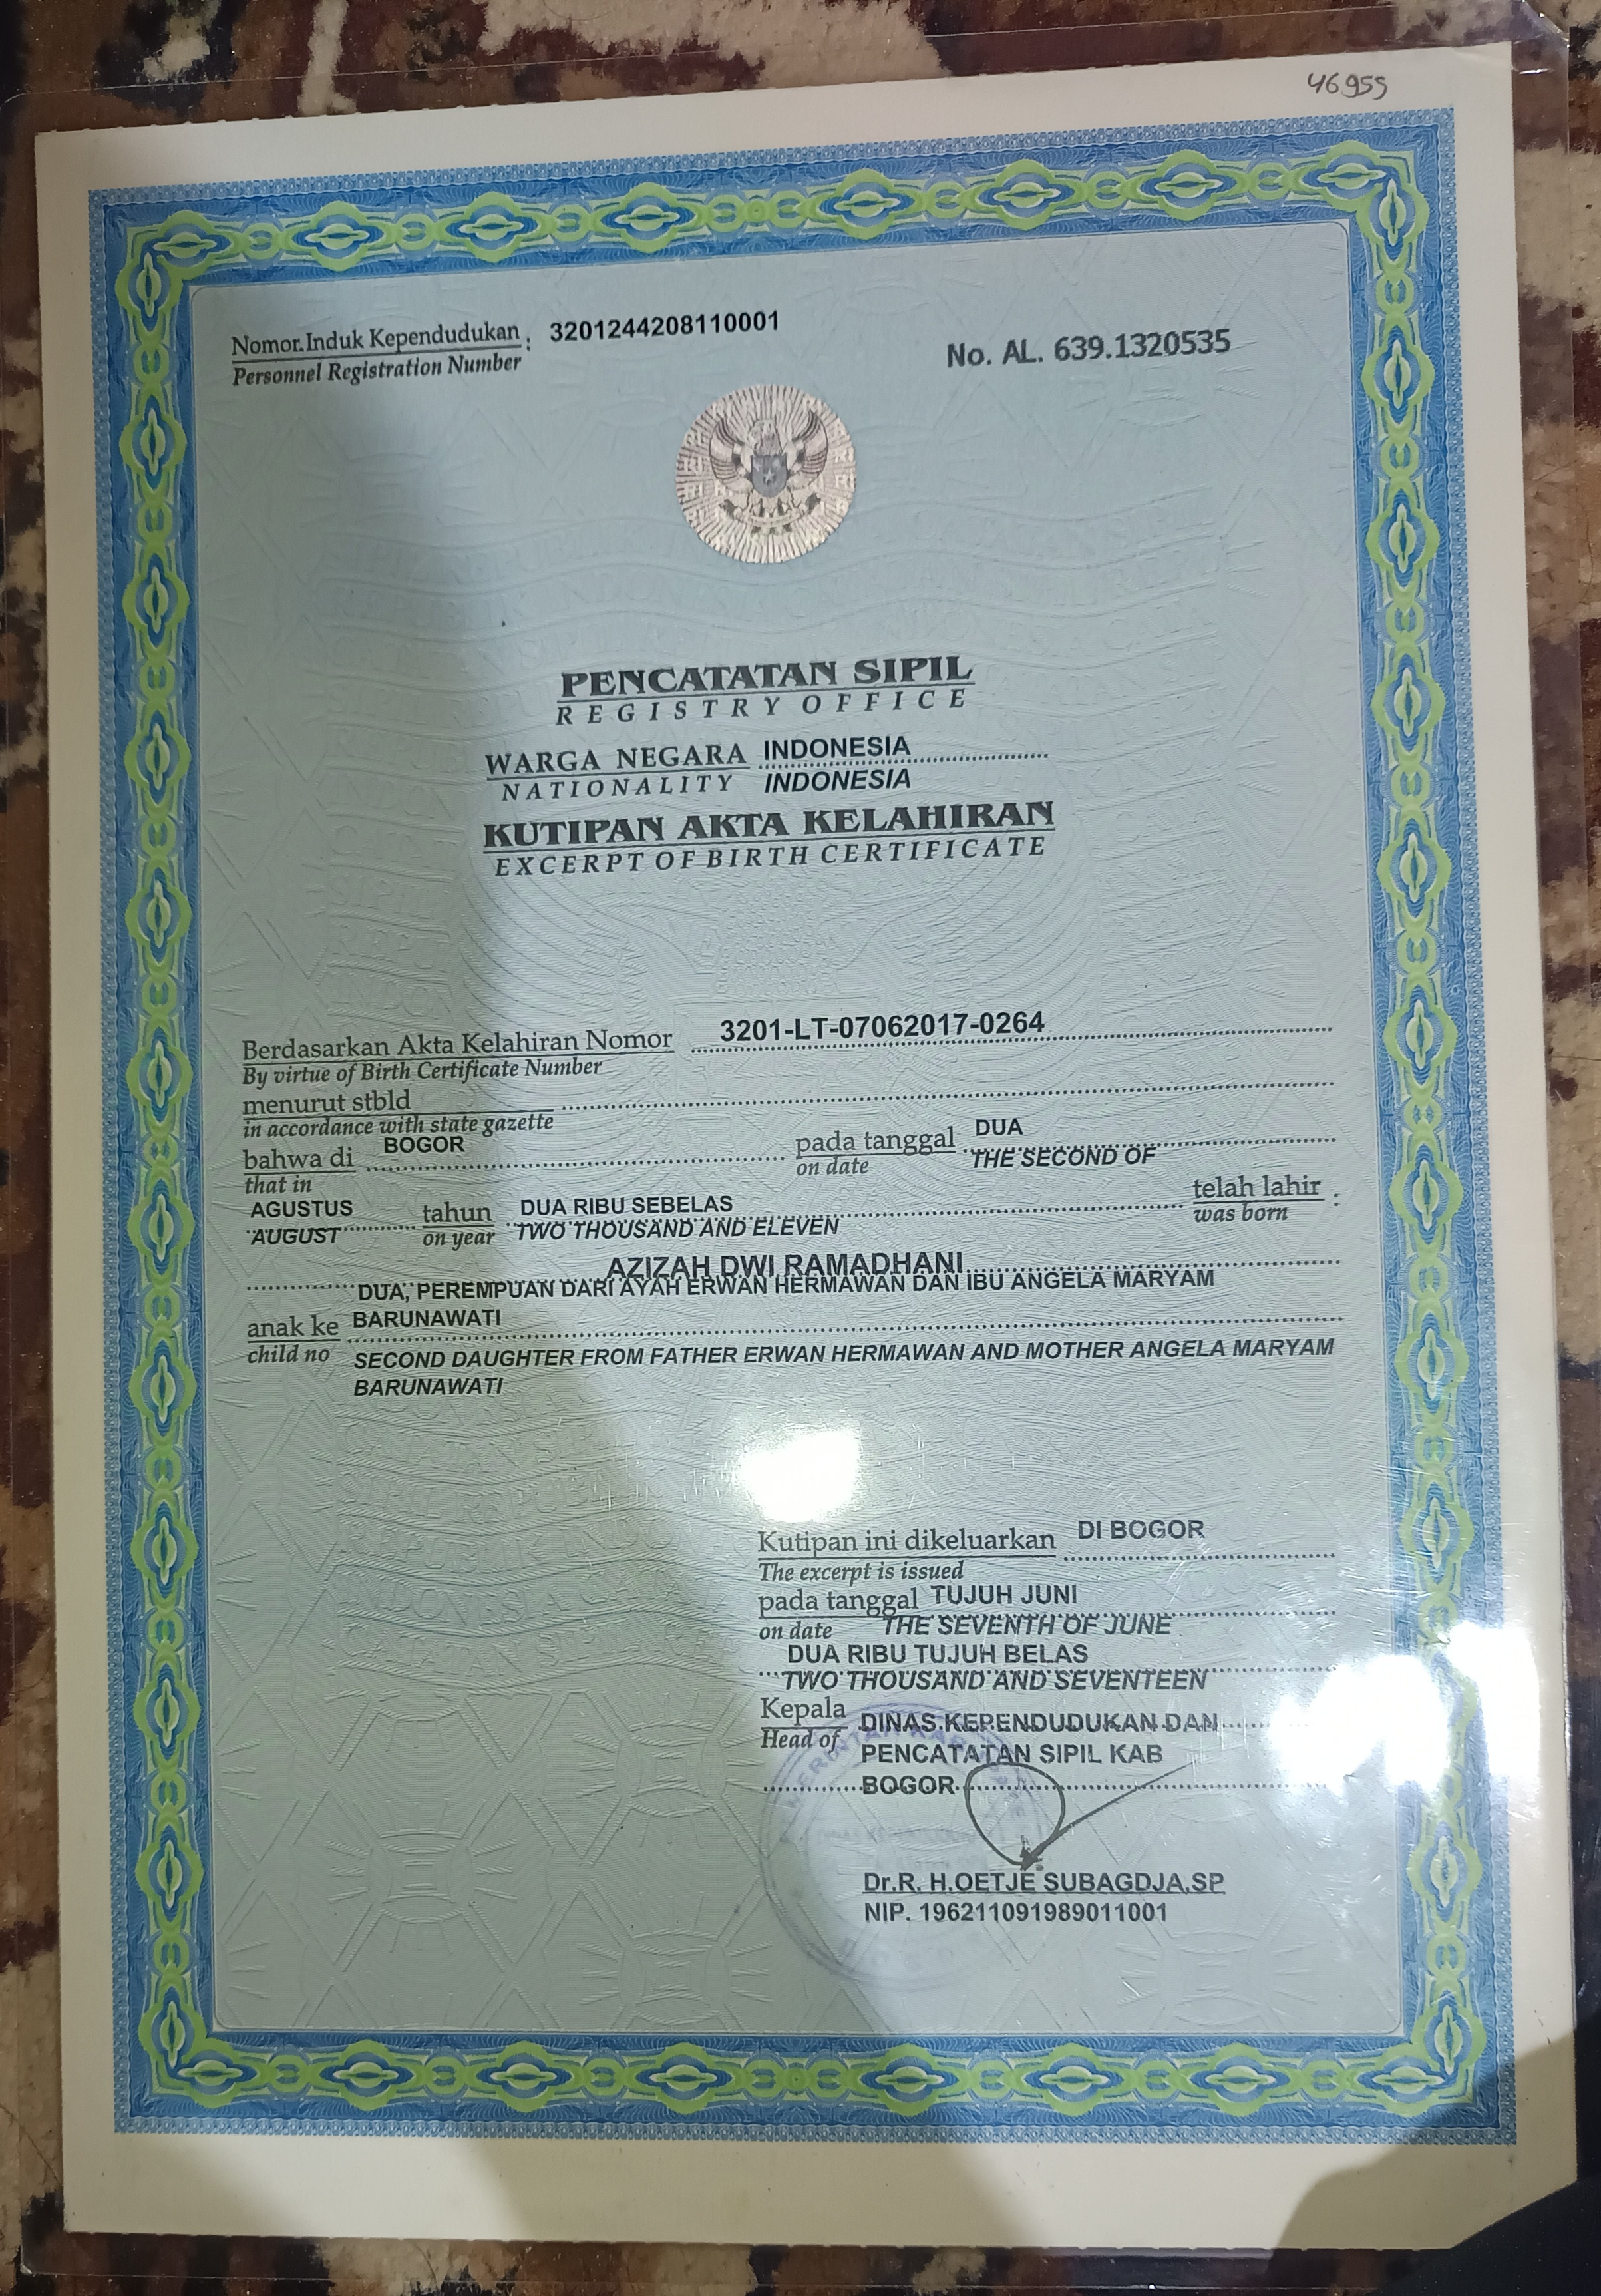 46955
Nomor Induk Kependudukan : 3201244208110001
Personnel Registration Number
No. AL. 639.1320535
PENCATATAN SIPIL
REGISTRY OFFICE
WARGA NEGARA INDONESIA
NATIONALITY INDONESIA
KUTIPAN AKTA KELAHIRAN
EXCERPT OF BIRTH CERTIFICATE
Berdasarkan Akta Kelahiran Nomor 3201-LT-07062017-0264
By virtue of Birth Certificate Number
menurut stbld
in accordance with state gazette
bahwa di BOGOR pada tanggal DUA
that in on date THE SECOND OF
AGUSTUS tahun DUA RIBU SEBELAS telah lahir :
AUGUST on year TWO THOUSAND AND ELEVEN was born
AZIZAH DWI RAMADHANI
DUA, PEREMPUAN DARI AYAH ERWAN HERMAWAN DAN IBU ANGELA MARYAM
anak ke BARUNAWATI
child no SECOND DAUGHTER FROM FATHER ERWAN HERMAWAN AND MOTHER ANGELA MARYAM
BARUNAWATI
Kutipan ini dikeluarkan DI BOGOR
The excerpt is issued
pada tanggal TUJUH JUNI
on date THE SEVENTH OF JUNE
DUA RIBU TUJUH BELAS
TWO THOUSAND AND SEVENTEEN
Kepala DINAS KEPENDUDUKAN DAN
Head of PENCATATAN SIPIL KAB
BOGOR
Dr.R. H.OETJE SUBAGDJA,SP
NIP. 196211091989011001